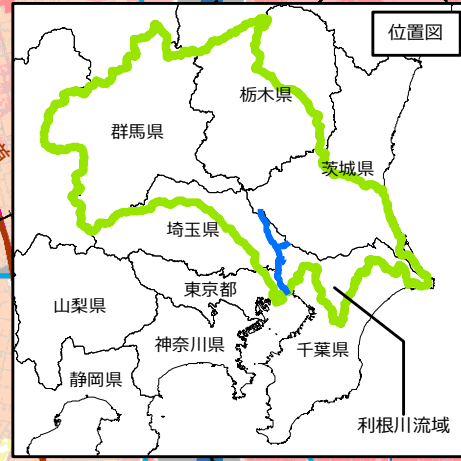 位置図
栃木県
群馬県
茨城県
埼玉県
東京都
山梨県
神奈川県
千葉県
静岡県
利根川流域